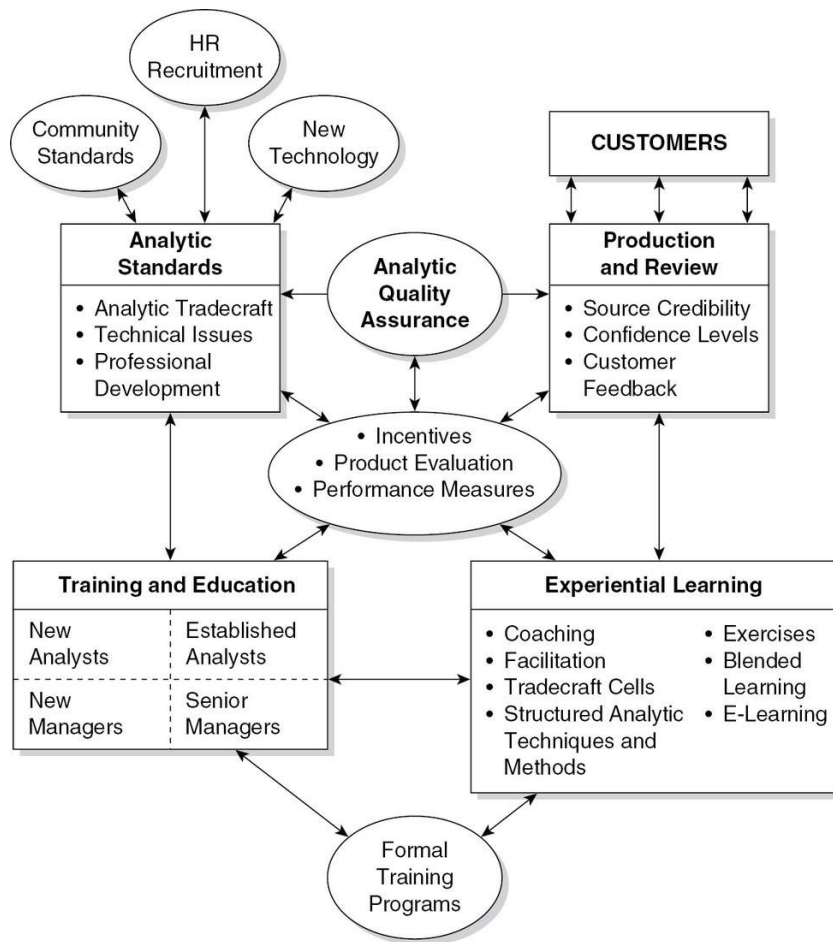 HR
Recruitment
Community
Standards
New
Technology
CUSTOMERS
Analytic
Standards
• Analytic Tradecraft
• Technical Issues
• Professional
Development
Analytic
Quality
Assurance
Production
and Review
• Source Credibility
• Confidence Levels
• Customer
Feedback
• Incentives
• Product Evaluation
• Performance Measures
Training and Education
New
Analysts
Established
Analysts
New
Managers
Senior
Managers
Experiential Learning
• Coaching
• Facilitation
• Tradecraft Cells
• Structured Analytic
Techniques and
Methods
• Exercises
• Blended
Learning
• E-Learning
Formal
Training
Programs